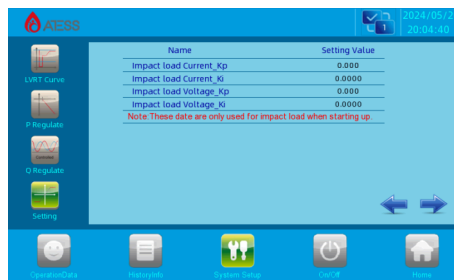 ATESS
1
2024/05/2
20:04:40
Name Setting Value
Impact load Current_Kp 0.000
Impact load Current_Ki 0.0000
Impact load Voltage_Kp 0.000
Impact load Voltage_Ki 0.0000
Note:These date are only used for impact load when starting up.
LVRT Curve
P Regulate
Q Regulate
Setting
OperationData HistoryInfo System Setup On/Off Home